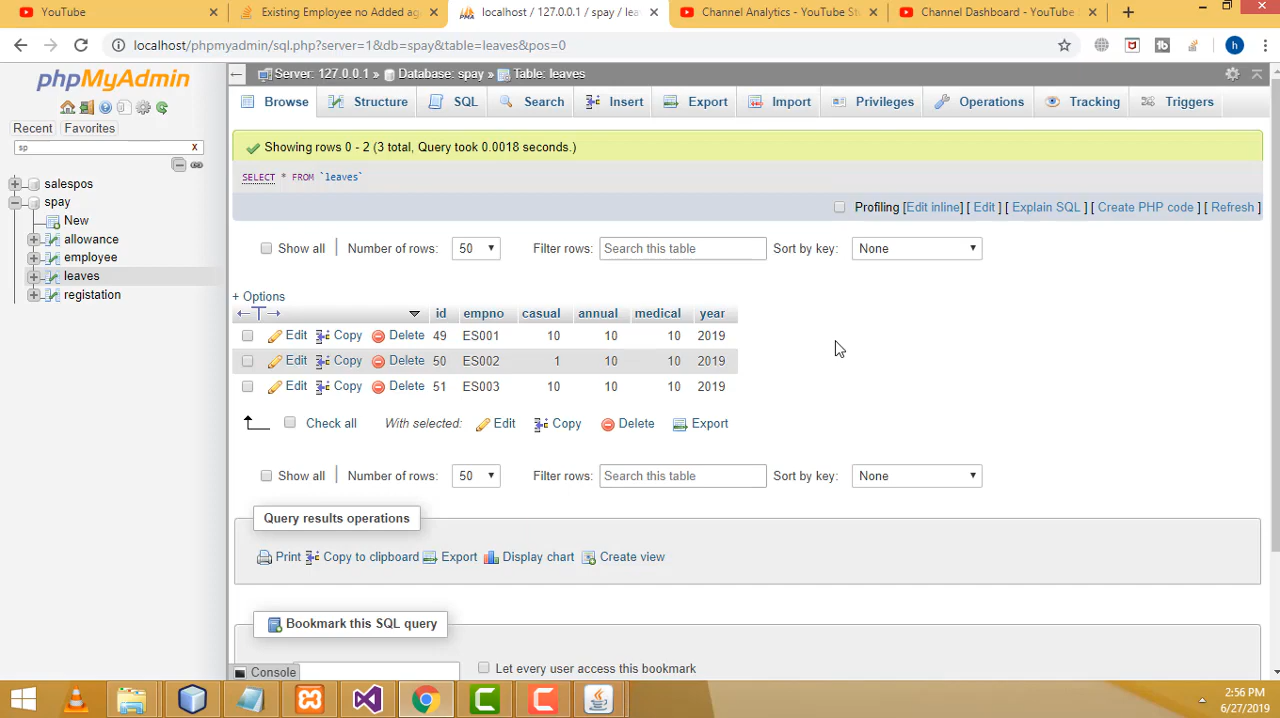 YouTube x Existing Employee no Added ag x localhost / 127.0.0.1 / spay / lea x Channel Analytics - YouTube St x Channel Dashboard - YouTube x
localhost/phpmyadmin/sql.php?server=1&db=spay&table=leaves&pos=0 h
phpMyAdmin
Recent Favorites
sp X
salespos
spay
New
allowance
employee
leaves
registation
Server: 127.0.0.1 » Database: spay » Table: leaves
Browse Structure SQL Search Insert Export Import Privileges Operations Tracking Triggers
Showing rows 0 - 2 (3 total, Query took 0.0018 seconds.)
SELECT * FROM `leaves`
Profiling [Edit inline] [ Edit ] [ Explain SQL ] [ Create PHP code ] [ Refresh ]
Show all Number of rows: 50 Filter rows: Search this table Sort by key: None
+ Options
id empno casual annual medical year
Edit Copy Delete 49 ES001 10 10 10 2019
Edit Copy Delete 50 ES002 1 10 10 2019
Edit Copy Delete 51 ES003 10 10 10 2019
Check all With selected: Edit Copy Delete Export
Show all Number of rows: 50 Filter rows: Search this table Sort by key: None
Query results operations
Print Copy to clipboard Export Display chart Create view
Bookmark this SQL query
Let every user access this bookmark
Console
2:56 PM
6/27/2019